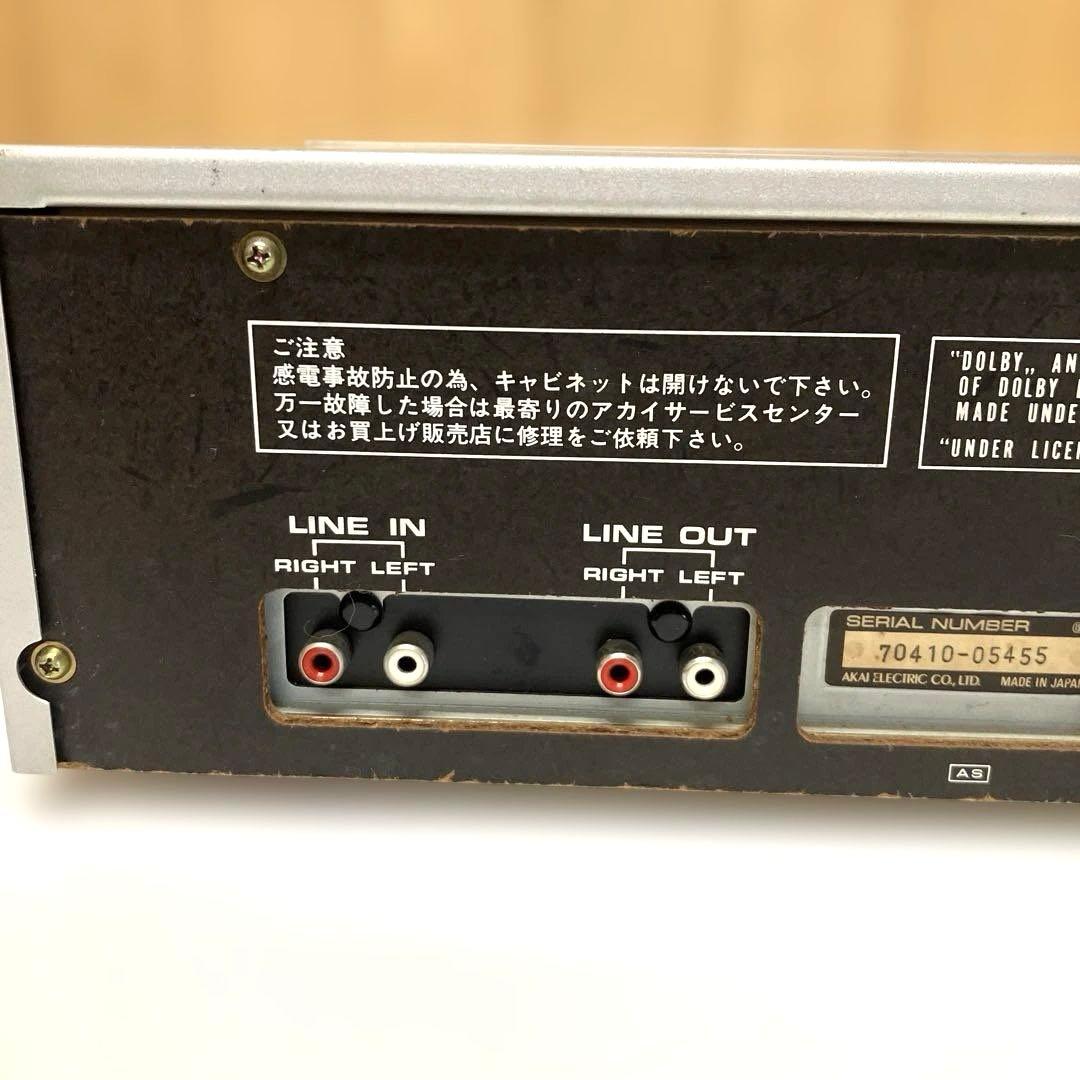 ご注意
感電事故防止の為、キャビネットは開けないで下さい。
万一故障した場合は最寄りのアカイサービスセンター
又はお買上げ販売店に修理をご依頼下さい。
"DOLBY„ AN
OF DOLBY
MADE UNDE
"UNDER LICE
LINE IN
RIGHT LEFT
LINE OUT
RIGHT LEFT
SERIAL NUMBER
70410-05455
AKAI ELECTRIC CO., LTD. MADE IN JAPA
AS